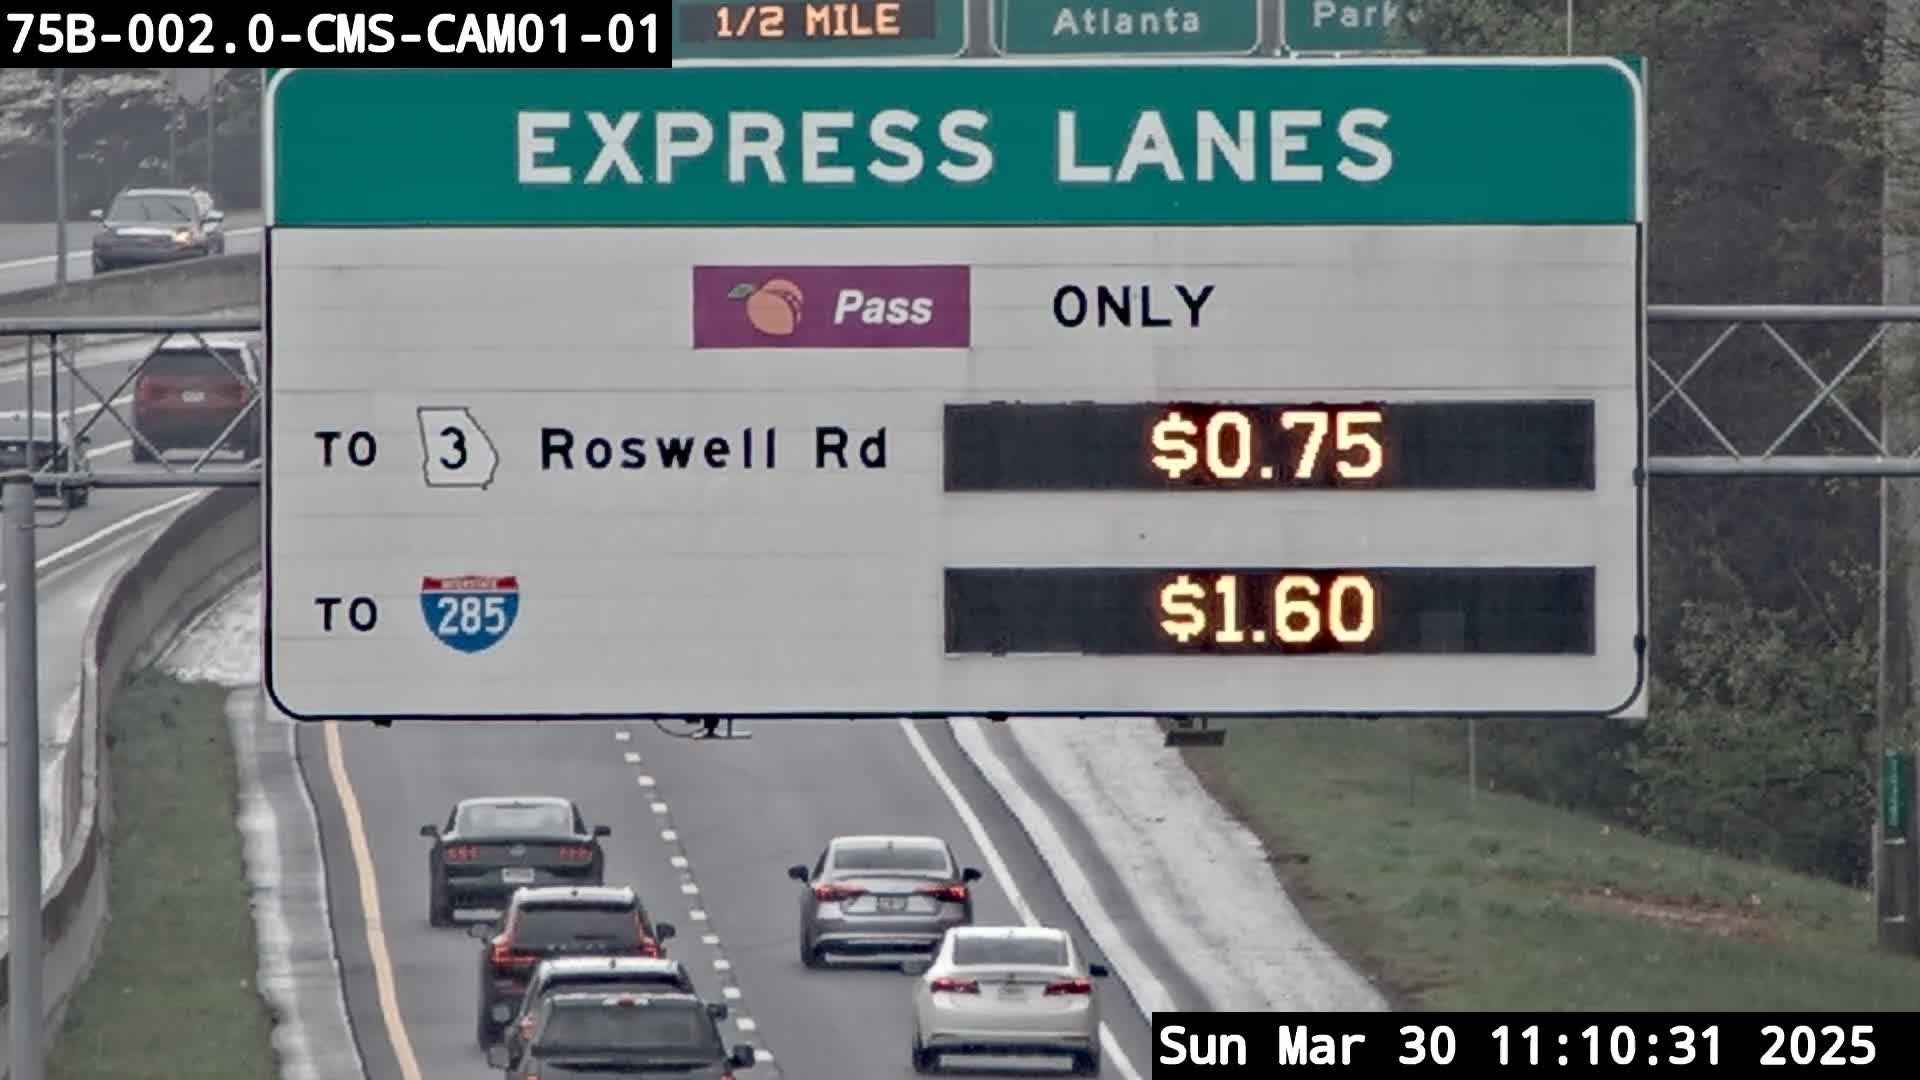 75B-002.0-CMS-CAM01-01
1/2 MILE
Atlanta
EXPRESS LANES
Pass ONLY
TO 3 Roswell Rd $0.75
TO INTERSTATE 285 $1.60
Sun Mar 30 11:10:31 2025